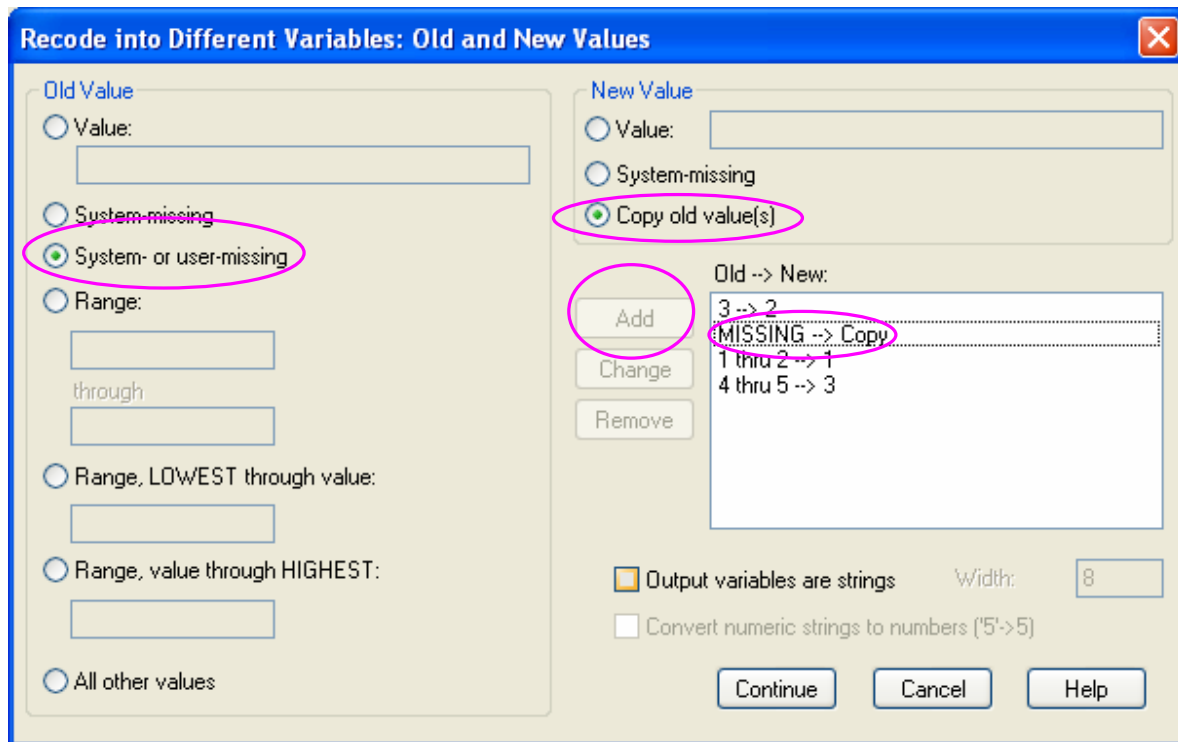 Recode into Different Variables: Old and New Values
Old Value
Value:
System-missing
System- or user-missing
Range:
through
Range, LOWEST through value:
Range, value through HIGHEST:
All other values
New Value
Value:
System-missing
Copy old value(s)
Old --> New:
Add
Change
Remove
3 --> 2
MISSING --> Copy
1 thru 2 --> 1
4 thru 5 --> 3
Output variables are strings Width: 8
Convert numeric strings to numbers ('5'->5)
Continue Cancel Help